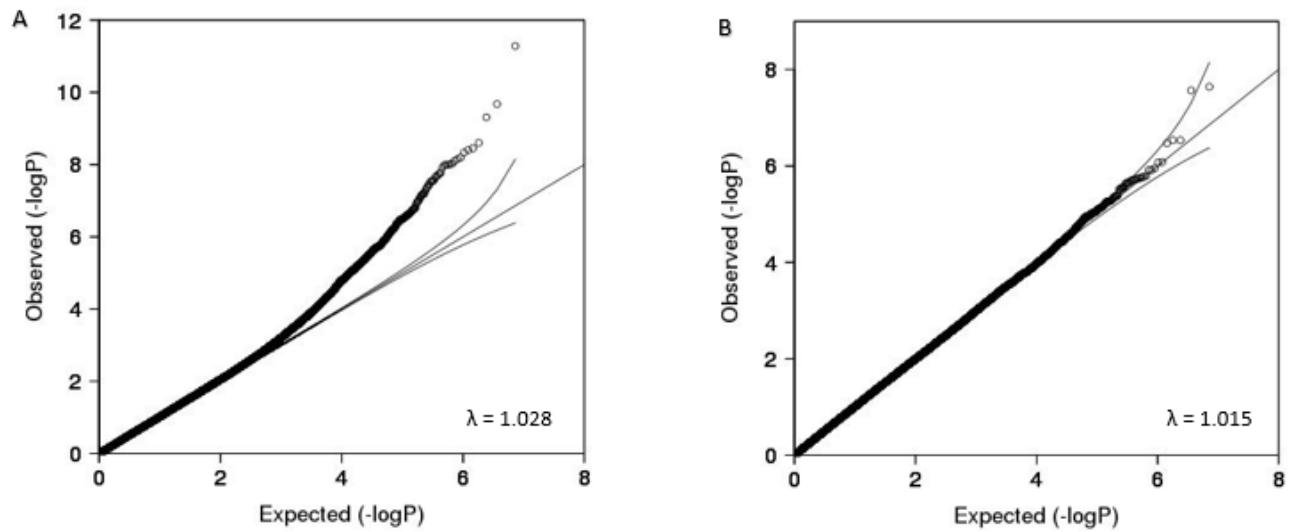 A
12
10
8
6
4
2
0
Observed (-logP)
λ = 1.028
0 2 4 6 8
Expected (-logP)
B
8
6
4
2
0
Observed (-logP)
λ = 1.015
0 2 4 6 8
Expected (-logP)